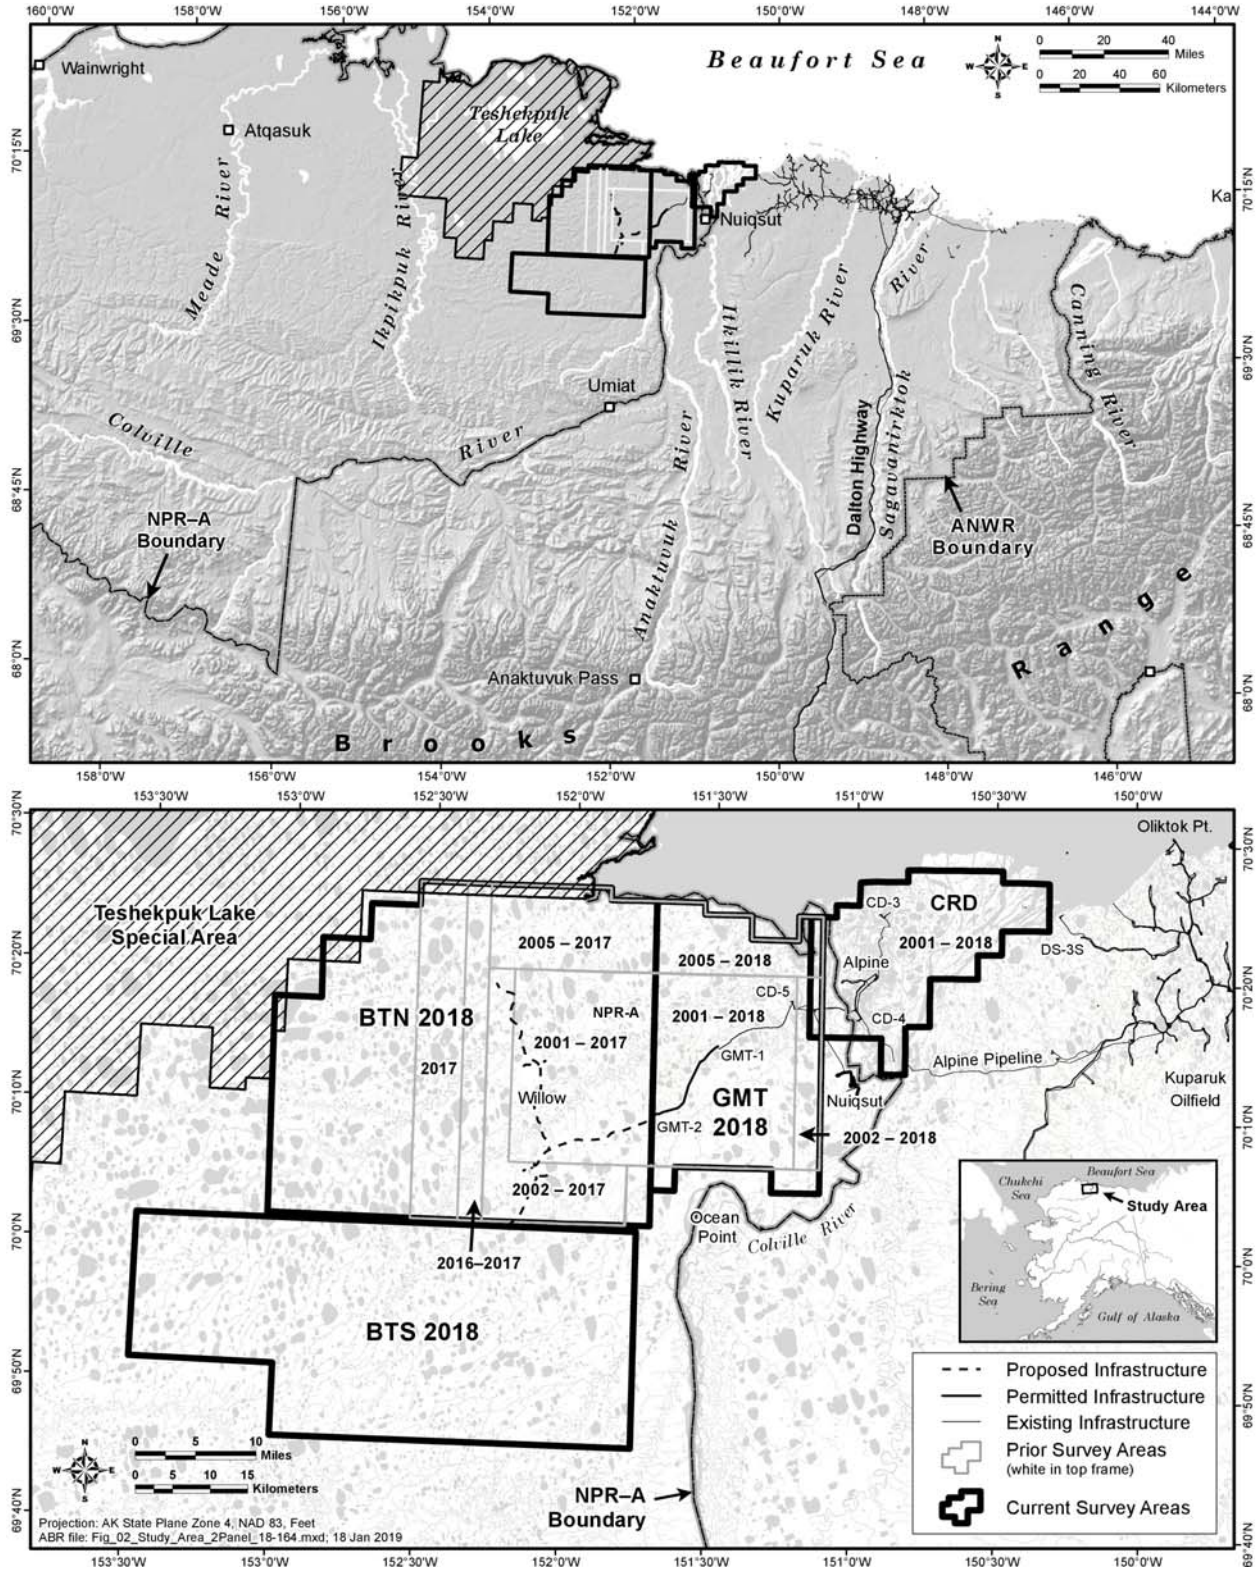 160°0'W 158°0'W 156°0'W 154°0'W 152°0'W 150°0'W 148°0'W 146°0'W 144°0'W
Beaufort Sea
N
W E
S
0 20 40
Miles
0 20 40 60
Kilometers
Wainwright
Atqasuk
Teshekpuk
Lake
70°15'N
70°15'N
Ka
Nuiqsut
Meade River
Ikpikpuk River
Itkillik River
Kuparuk River
River
Canning
River
69°30'N
69°30'N
Umiat
Colville
River
River
Anaktuvuk
Dalton Highway
Sagavanirktok
68°45'N
68°45'N
NPR–A
Boundary
ANWR
Boundary
68°0'N
68°0'N
Anaktuvuk Pass
Brooks
Range
158°0'W 156°0'W 154°0'W 152°0'W 150°0'W 148°0'W 146°0'W
153°30'W 153°0'W 152°30'W 152°0'W 151°30'W 151°0'W 150°30'W 150°0'W
70°30'N
70°30'N
Oliktok Pt.
Teshekpuk Lake
Special Area
CD-3
CRD
2001 – 2018
2005 – 2017
2005 – 2018
DS-3S
70°20'N
70°20'N
Alpine
CD-5
BTN 2018
NPR-A
2001 – 2018
CD-4
2001 – 2017
2017
GMT-1
Alpine Pipeline
Kuparuk
Oilfield
70°10'N
70°10'N
Willow
GMT
2018
Nuiqsut
GMT-2
2002 – 2018
2002 – 2017
Ocean
Point
Colville River
70°0'N
70°0'N
2016–2017
BTS 2018
Chukchi
Sea
Beaufort Sea
Study Area
Bering
Sea
Gulf of Alaska
69°50'N
69°50'N
Proposed Infrastructure
Permitted Infrastructure
Existing Infrastructure
Prior Survey Areas
(white in top frame)
Current Survey Areas
N
W E
S
0 5 10
Miles
0 5 10 15
Kilometers
NPR–A
Boundary
69°40'N
69°40'N
Projection: AK State Plane Zone 4, NAD 83, Feet
ABR file: Fig_02_Study_Area_2Panel_18-164.mxd; 18 Jan 2019
153°30'W 153°0'W 152°30'W 152°0'W 151°30'W 151°0'W 150°30'W 150°0'W